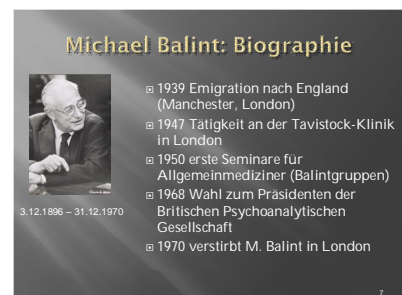 Michael Balint: Biographie
1939 Emigration nach England
(Manchester, London)
1947 Tätigkeit an der Tavistock-Klinik
in London
1950 erste Seminare für
Allgemeinmediziner (Balintgruppen)
1968 Wahl zum Präsidenten der
Britischen Psychoanalytischen
Gesellschaft
1970 verstirbt M. Balint in London
3.12.1896 – 31.12.1970
7